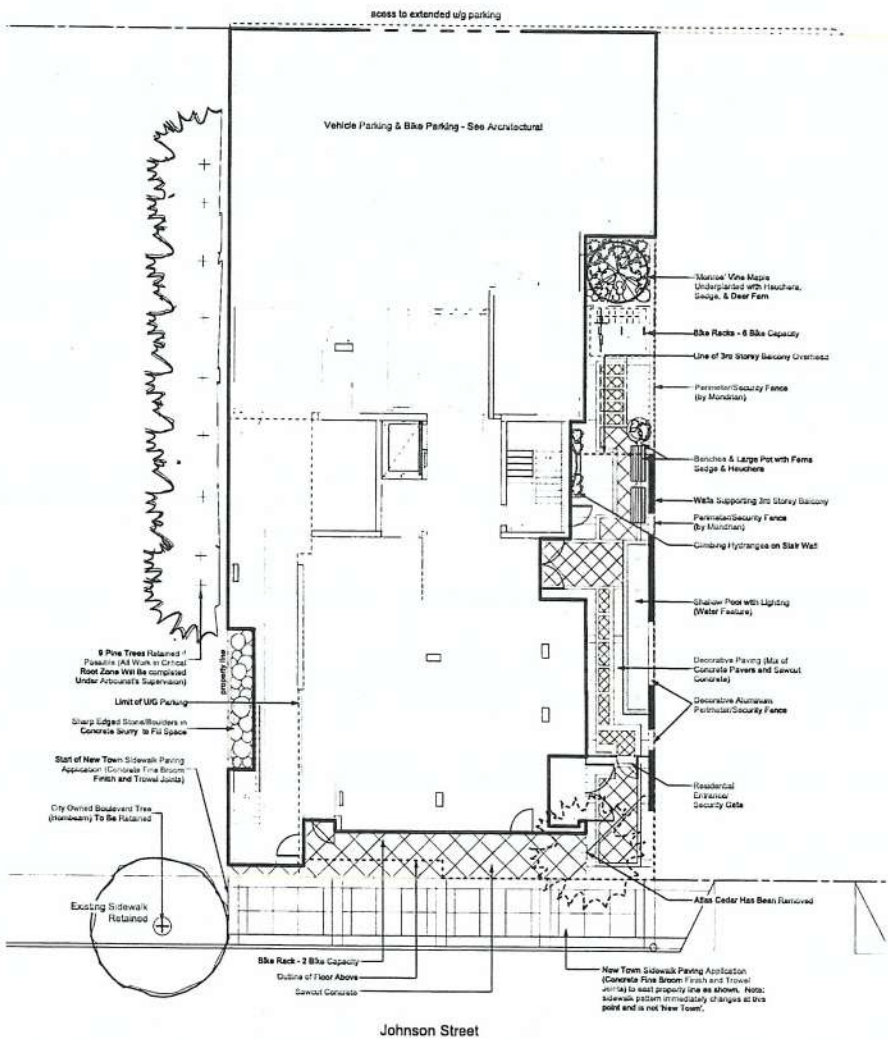 access to extended u/g parking
Vehicle Parking & Bike Parking - See Architectural
'Monroe' Vine Maple
Underplanted with Heuchera,
Sedge, & Deer Fern
Bike Racks - 6 Bike Capacity
Line of 3rd Storey Balcony Overhead
Perimeter/Security Fence
(by Mondrian)
Benches & Large Pot with Ferns
Sedge & Heuchera
Walls Supporting 3rd Storey Balcony
Perimeter/Security Fence
(by Mondrian)
Climbing Hydrangea on Stair Wall
Shallow Pool with Lighting
(Water Feature)
Decorative Paving (Mix of
Concrete Pavers and Sawcut
Concrete)
Decorative Aluminum
Perimeter/Security Fence
Residential
Entrance/
Security Gate
Atlas Cedar Has Been Removed
9 Pine Trees Retained if
Possible (All Work in Critical
Root Zone Will Be completed
Under Arbourist's Supervision)
property line
Limit of U/G Parking
Sharp Edged Stone/Boulders in
Concrete Slurry to Fill Space
Start of New Town Sidewalk Paving
Application (Concrete Fine Broom
Finish and Trowel Joints)
City Owned Boulevard Tree
(Hornbeam) To Be Retained
Existing Sidewalk
Retained
Bike Rack - 2 Bike Capacity
Outline of Floor Above
Sawcut Concrete
New Town Sidewalk Paving Application
(Concrete Fine Broom Finish and Trowel
Joints) to east property line as shown. Note:
sidewalk pattern immediately changes at this
point and is not 'New Town'.
Johnson Street